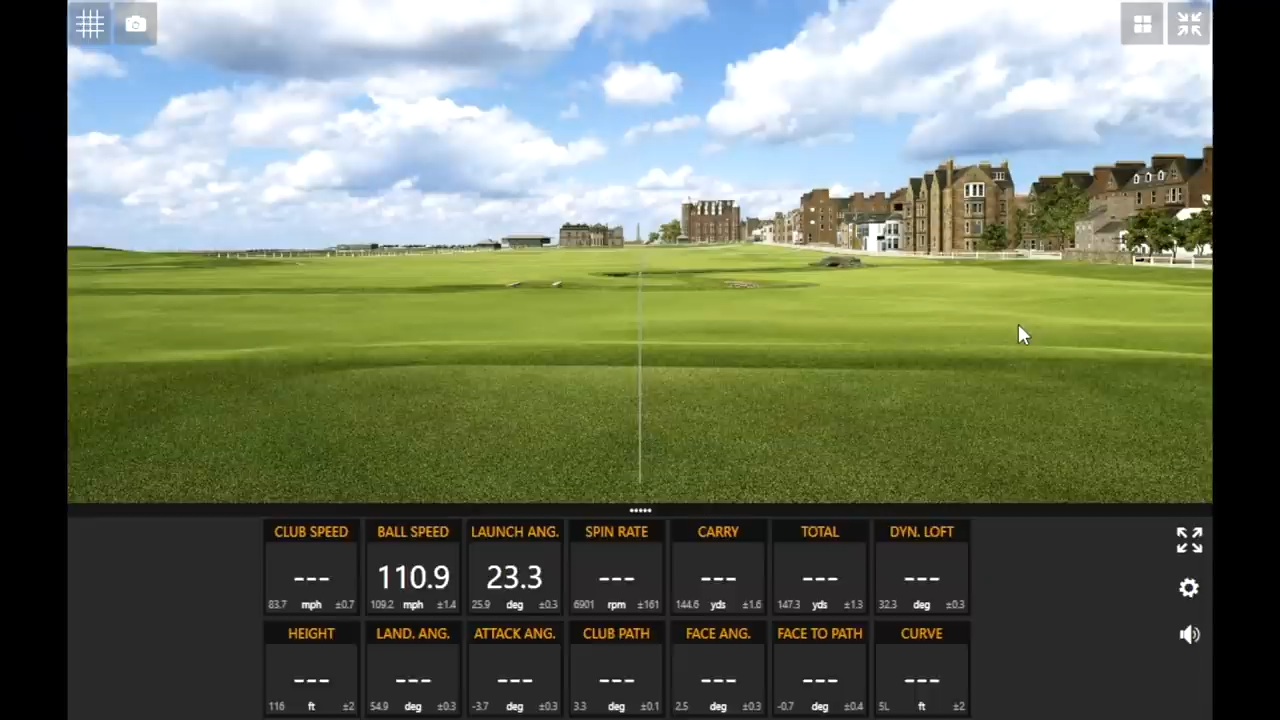 CLUB SPEED BALL SPEED LAUNCH ANG. SPIN RATE CARRY TOTAL DYN. LOFT
--- 110.9 23.3 --- --- --- ---
83.7 mph ±0.7 109.2 mph ±1.4 25.9 deg ±0.3 6901 rpm ±161 144.6 yds ±1.6 147.3 yds ±1.3 32.3 deg ±0.3
HEIGHT LAND. ANG. ATTACK ANG. CLUB PATH FACE ANG. FACE TO PATH CURVE
--- --- --- --- --- --- ---
116 ft ±2 54.9 deg ±0.3 -3.7 deg ±0.3 3.3 deg ±0.1 2.5 deg ±0.3 -0.7 deg ±0.4 5L ft ±2